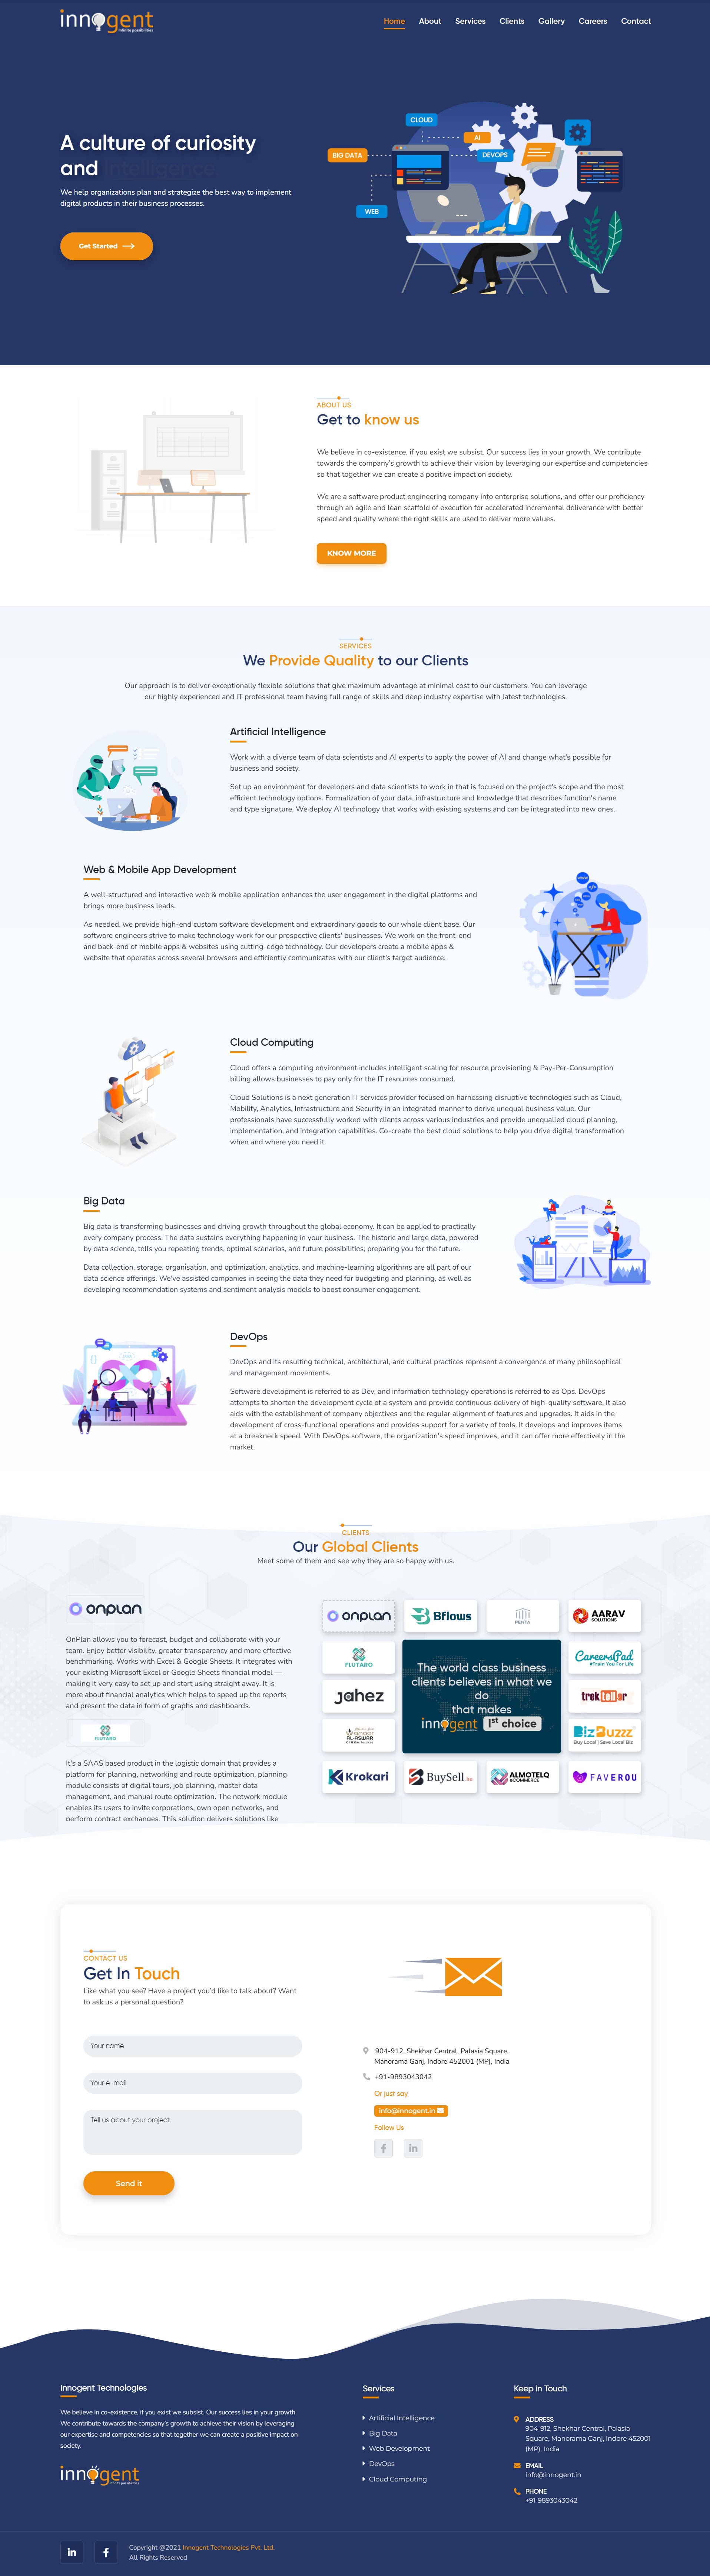 innogent
infinite possibilities
Home About Services Clients Gallery Careers Contact
A culture of curiosity
and Intelligence
We help organizations plan and strategize the best way to implement
digital products in their business processes.
Get Started
CLOUD
AI
BIG DATA
DEVOPS
WEB
ABOUT US
Get to know us
We believe in co-existence, if you exist we subsist. Our success lies in your growth. We contribute
towards the company's growth to achieve their vision by leveraging our expertise and competencies
so that together we can create a positive impact on society.
We are a software product engineering company into enterprise solutions, and offer our proficiency
through an agile and lean scaffold of execution for accelerated incremental deliverance with better
speed and quality where the right skills are used to deliver more values.
KNOW MORE
SERVICES
We Provide Quality to our Clients
Our approach is to deliver exceptionally flexible solutions that give maximum advantage at minimal cost to our customers. You can leverage
our highly experienced and IT professional team having full range of skills and deep industry expertise with latest technologies.
Artificial Intelligence
Work with a diverse team of data scientists and AI experts to apply the power of AI and change what's possible for
business and society.
Set up an environment for developers and data scientists to work in that is focused on the project's scope and the most
efficient technology options. Formalization of your data, infrastructure and knowledge that describes function's name
and type signature. We deploy AI technology that works with existing systems and can be integrated into new ones.
Web & Mobile App Development
A well-structured and interactive web & mobile application enhances the user engagement in the digital platforms and
brings more business leads.
As needed, we provide high-end custom software development and extraordinary goods to our whole client base. Our
software engineers strive to make technology work for our prospective clients' businesses. We work on the front-end
and back-end of mobile apps & websites using cutting-edge technology. Our developers create a mobile apps &
website that operates across several browsers and efficiently communicates with our client's target audience.
www
</>
Cloud Computing
Cloud offers a computing environment includes intelligent scaling for resource provisioning & Pay-Per-Consumption
billing allows businesses to pay only for the IT resources consumed.
Cloud Solutions is a next generation IT services provider focused on harnessing disruptive technologies such as Cloud,
Mobility, Analytics, Infrastructure and Security in an integrated manner to derive unequal business value. Our
professionals have successfully worked with clients across various industries and provide unequalled cloud planning,
implementation, and integration capabilities. Co-create the best cloud solutions to help you drive digital transformation
when and where you need it.
Big Data
Big data is transforming businesses and driving growth throughout the global economy. It can be applied to practically
every company process. The data sustains everything happening in your business. The historic and large data, powered
by data science, tells you repeating trends, optimal scenarios, and future possibilities, preparing you for the future.
Data collection, storage, organisation, and optimization, analytics, and machine-learning algorithms are all part of our
data science offerings. We've assisted companies in seeing the data they need for budgeting and planning, as well as
developing recommendation systems and sentiment analysis models to boost consumer engagement.
DevOps
DevOps and its resulting technical, architectural, and cultural practices represent a convergence of many philosophical
and management movements.
Software development is referred to as Dev, and information technology operations is referred to as Ops. DevOps
attempts to shorten the development cycle of a system and provide continuous delivery of high-quality software. It also
aids with the establishment of company objectives and the regular alignment of features and upgrades. It aids in the
development of coss-functional operations and provides support for a variety of tools. It develops and improves items
at a breakneck speed. With DevOps software, the organization's speed improves, and it can offer more effectively in the
market.
CLIENTS
Our Global Clients
Meet some of them and see why they are so happy with us.
onplan
OnPlan allows you to forecast, budget and collaborate with your
team. Enjoy better visibility, greater transparency and more effective
benchmarking. Works with Excel & Google Sheets. It integrates with
your existing Microsoft Excel or Google Sheets financial model —
making it very easy to set up and start using straight away. It is
more about financial analytics which helps to speed up the reports
and present the data in form of graphs and dashboards.
FLUTARO
It's a SAAS based product in the logistic domain that provides a
platform for planning, networking and route optimization, planning
module consists of digital tours, job planning, master data
management, and manual route optimization. The network module
enables its users to invite corporations, own open networks, and
perform contract exchanges. This solution delivers solutions like
onplan
Bflows
PENTA
AARAV
SOLUTIONS
FLUTARO
CareersPad
#Train You For Life
The world class business
clients believes in what we
do
that makes
innogent 1st choice
jahez
trektellor
AL-ASWAR
BizBuzzz
Buy Local | Save Local Biz
Krokari
BuySell
ALMOTELQ
eCOMMERCE
FAVEROU
CONTACT US
Get In Touch
Like what you see? Have a project you'd like to talk about? Want
to ask us a personal question?
Your name
Your e-mail
Tell us about your project
Send it
904-912, Shekhar Central, Palasia Square,
Manorama Ganj, Indore 452001 (MP), India
+91-9893043042
Or just say
info@innogent.in
Follow Us
Innogent Technologies
We believe in co-existence, if you exist we subsist. Our success lies in your growth.
We contribute towards the company's growth to achieve their vision by leveraging
our expertise and competencies so that together we can create a positive impact on
society.
innogent
infinite possibilities
Services
Artificial Intelligence
Big Data
Web Development
DevOps
Cloud Computing
Keep in Touch
ADDRESS
904-912, Shekhar Central, Palasia
Square, Manorama Ganj, Indore 452001
(MP), India
EMAIL
info@innogent.in
PHONE
+91-9893043042
Copyright @2021 Innogent Technologies Pvt. Ltd.
All Rights Reserved